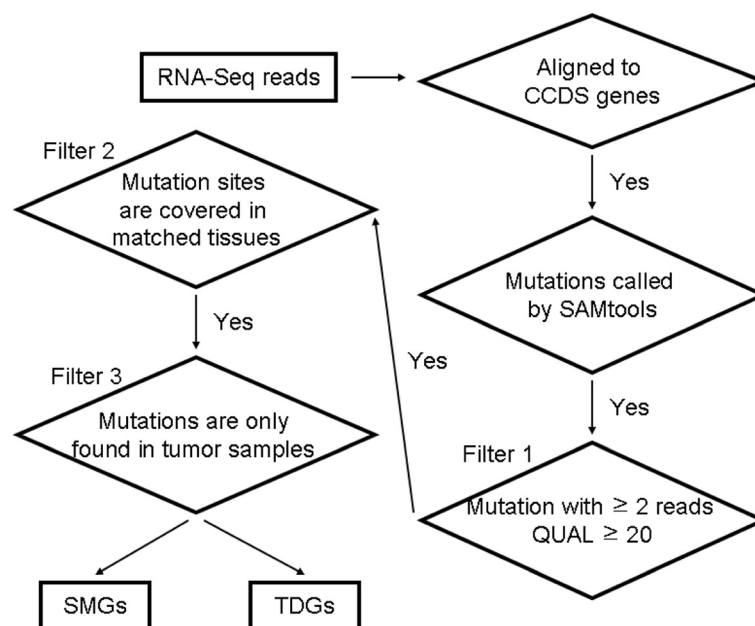 RNA-Seq reads
Aligned to
CCDS genes
Yes
Mutations called
by SAMtools
Yes
Filter 1
Mutation with ≥ 2 reads
QUAL ≥ 20
Yes
Filter 2
Mutation sites
are covered in
matched tissues
Yes
Filter 3
Mutations are only
found in tumor samples
SMGs
TDGs